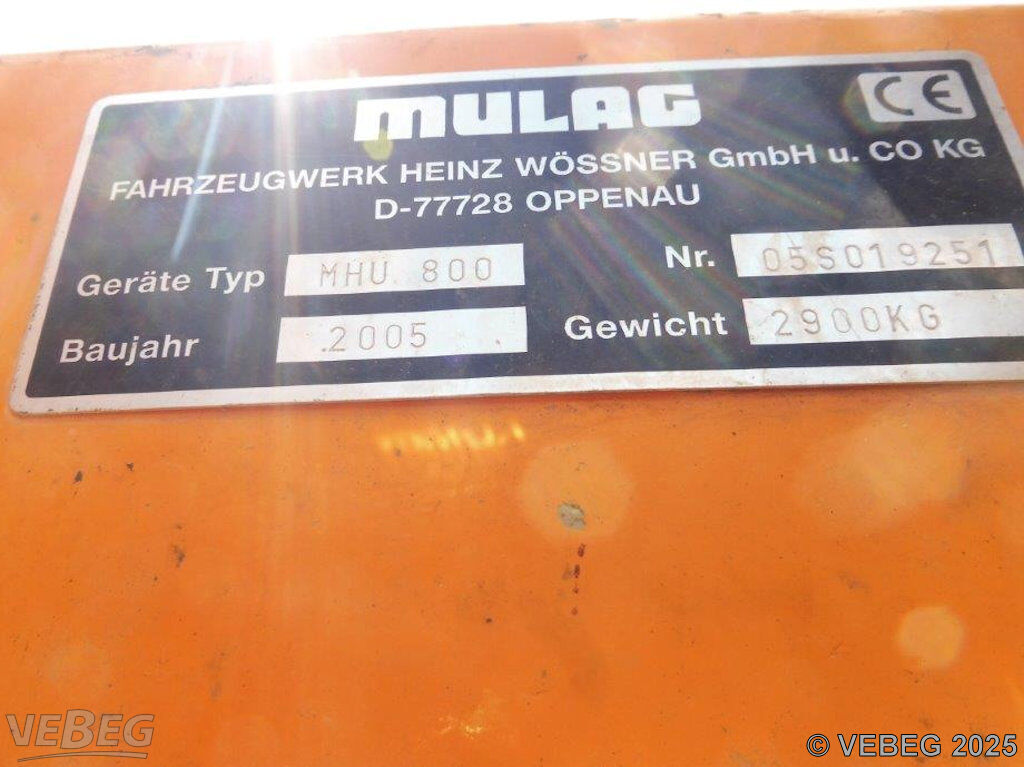 MULAG
CE
FAHRZEUGWERK HEINZ WÖSSNER GmbH u. CO KG
D-77728 OPPENAU
Geräte Typ MHU 800 Nr. 05S019251
Baujahr 2005 Gewicht 2900KG
VEBEG
© VEBEG 2025